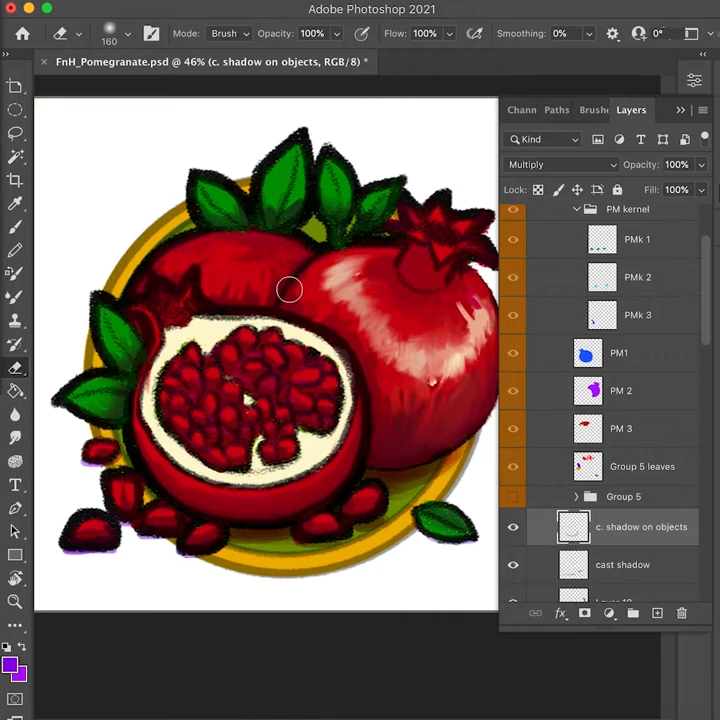 Adobe Photoshop 2021
160 Mode: Brush Opacity: 100% Flow: 100% Smoothing: 0% 0°
× FnH_Pomegranate.psd @ 46% (c. shadow on objects, RGB/8) *
Chann Paths Brushe Layers
Kind
Multiply Opacity: 100%
Lock: Fill: 100%
PM kernel
PMk 1
PMk 2
PMk 3
PM1
PM 2
PM 3
Group 5 leaves
Group 5
c. shadow on objects
cast shadow
fx